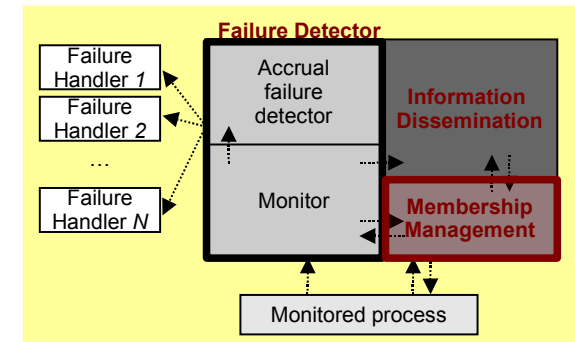 Failure Detector
Failure
Handler 1
Failure
Handler 2
...
Failure
Handler N
Accrual
failure
detector
Monitor
Information
Dissemination
Membership
Management
Monitored process